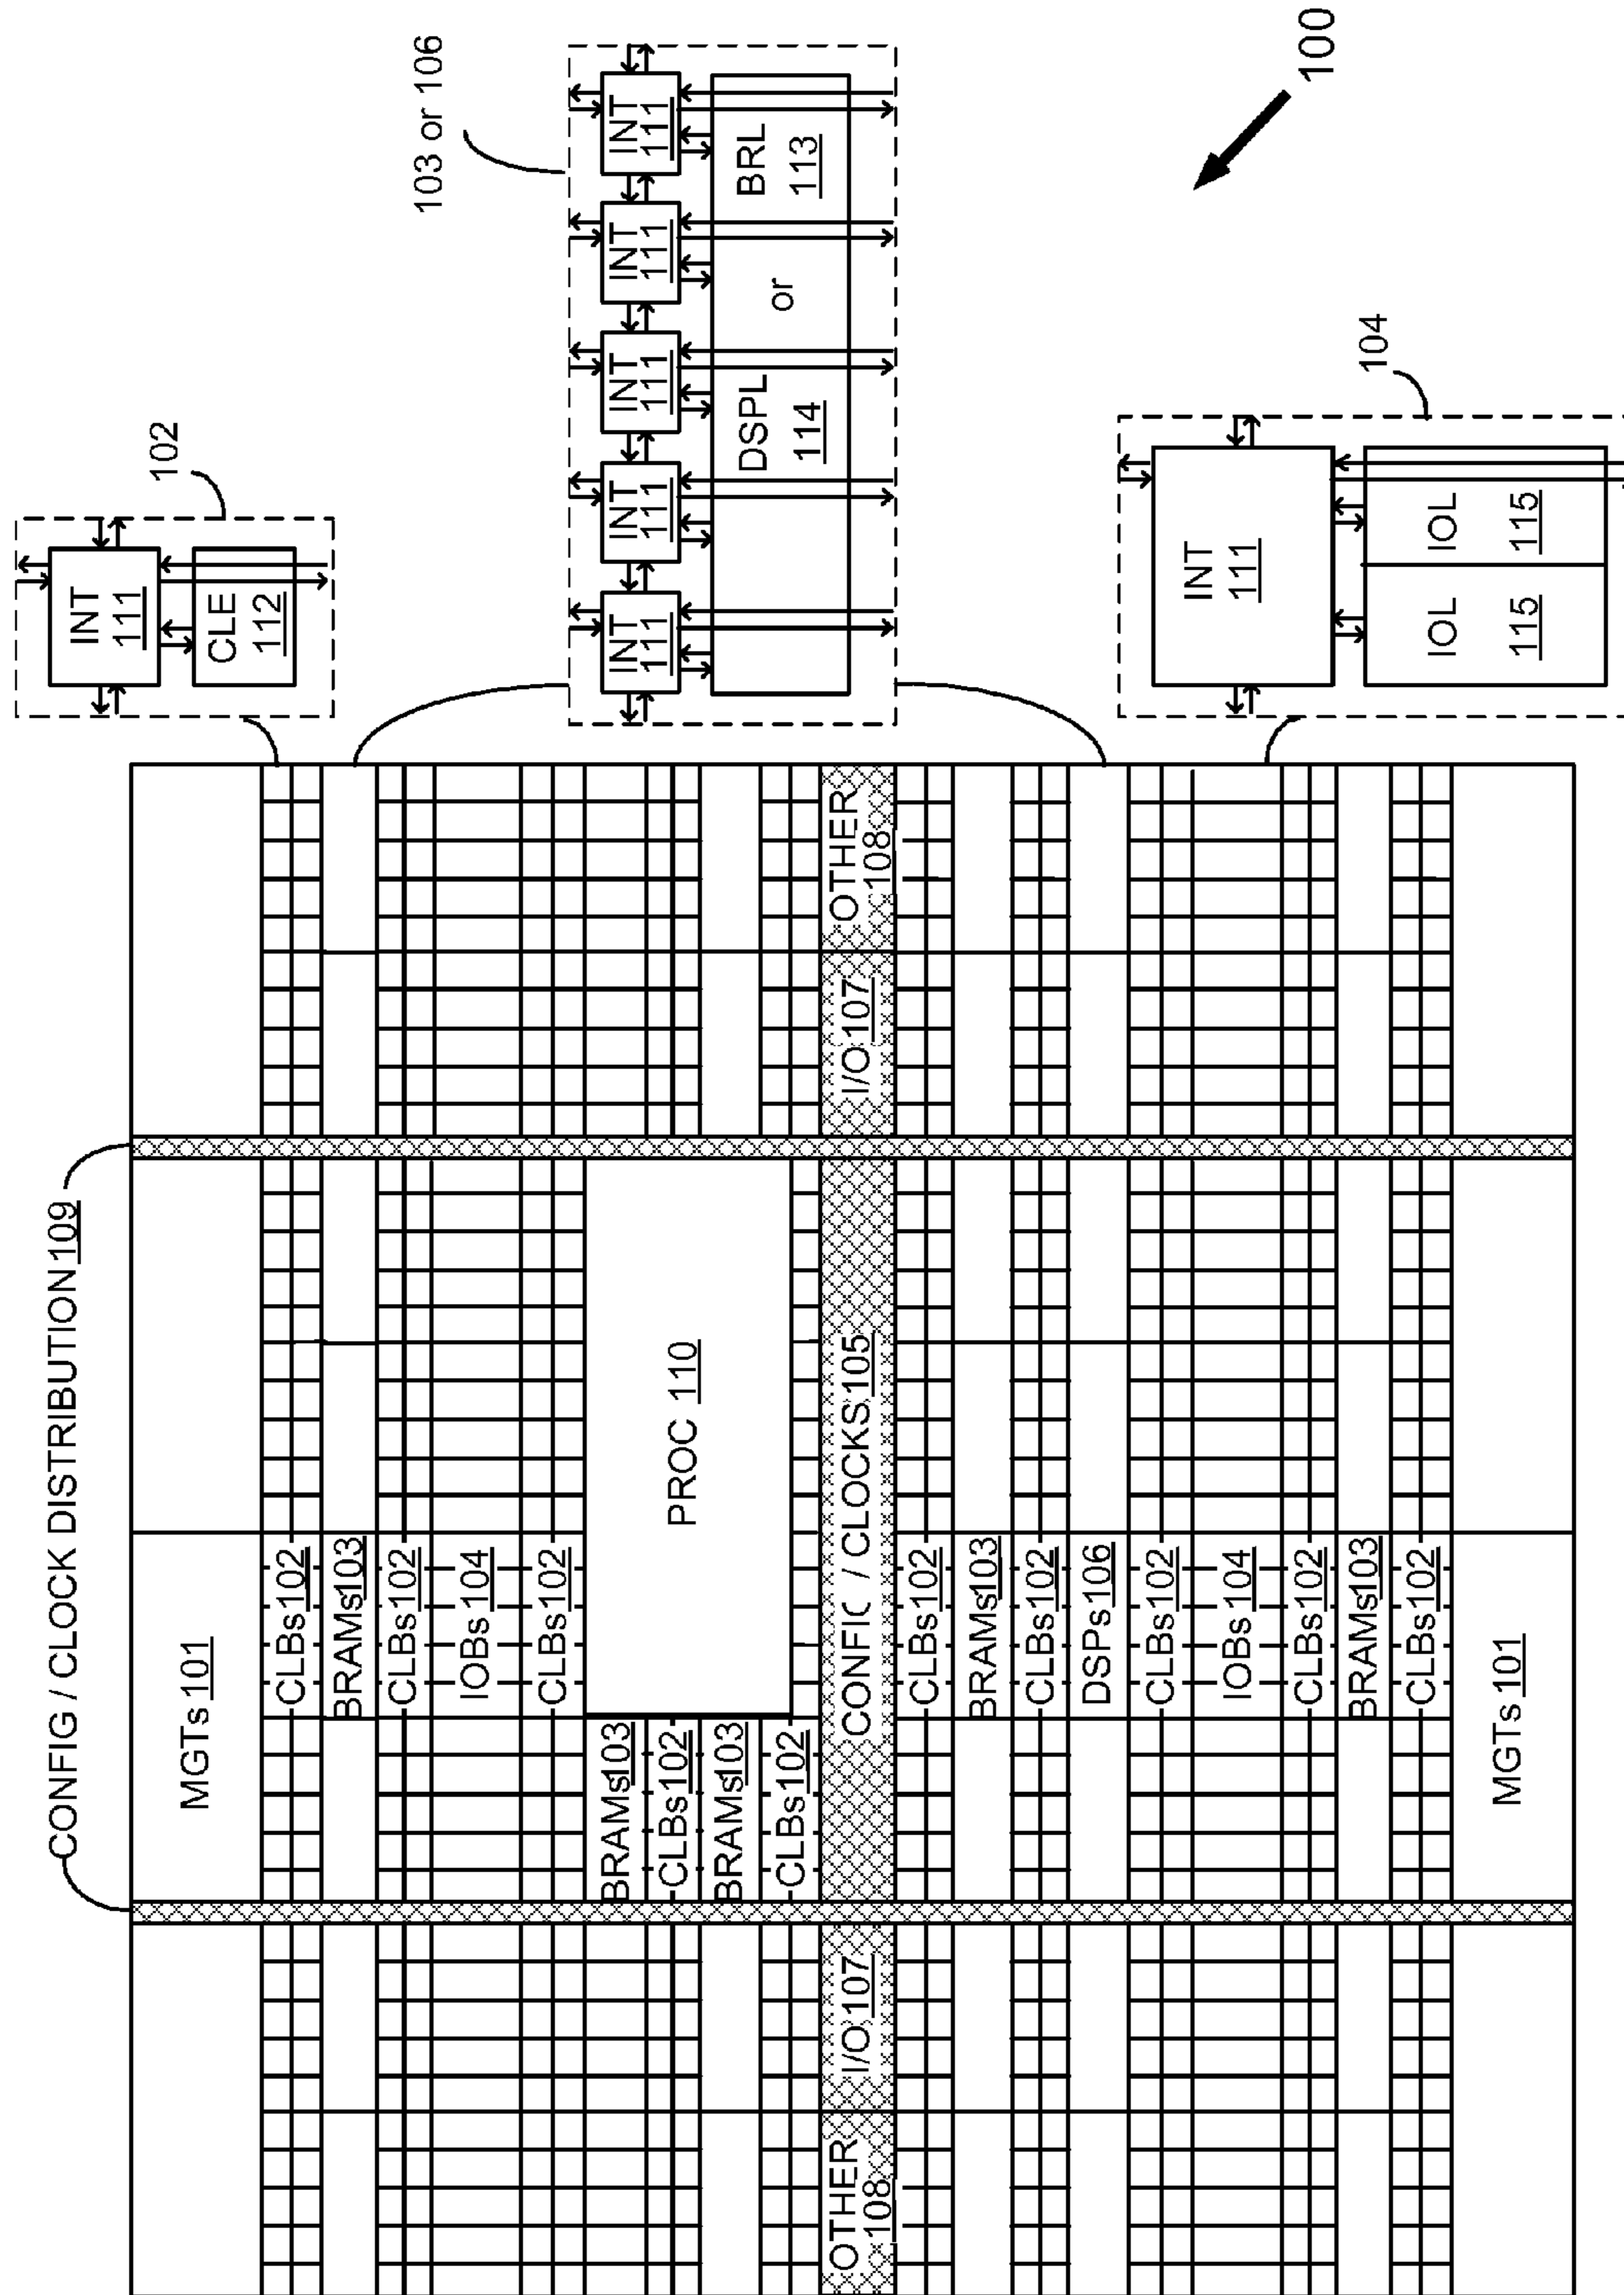 CONFIG / CLOCK DISTRIBUTION 109
MGTs 101
CLBs 102
BRAMs 103
CLBs 102
IOBs 104
CLBs 102
BRAMs 103
CLBs 102
BRAMs 103
CLBs 102
PROC 110
OTHER
108
I/O 107
CONFIG / CLOCKS 105
I/O 107
OTHER
108
CLBs 102
BRAMs 103
CLBs 102
DSPs 106
CLBs 102
IOBs 104
CLBs 102
BRAMs 103
CLBs 102
MGTs 101
102
INT
111
CLE
112
103 or 106
INT
111
INT
111
INT
111
INT
111
INT
111
DSPL or BRL
114 113
104
INT
111
IOL IOL
115 115
100